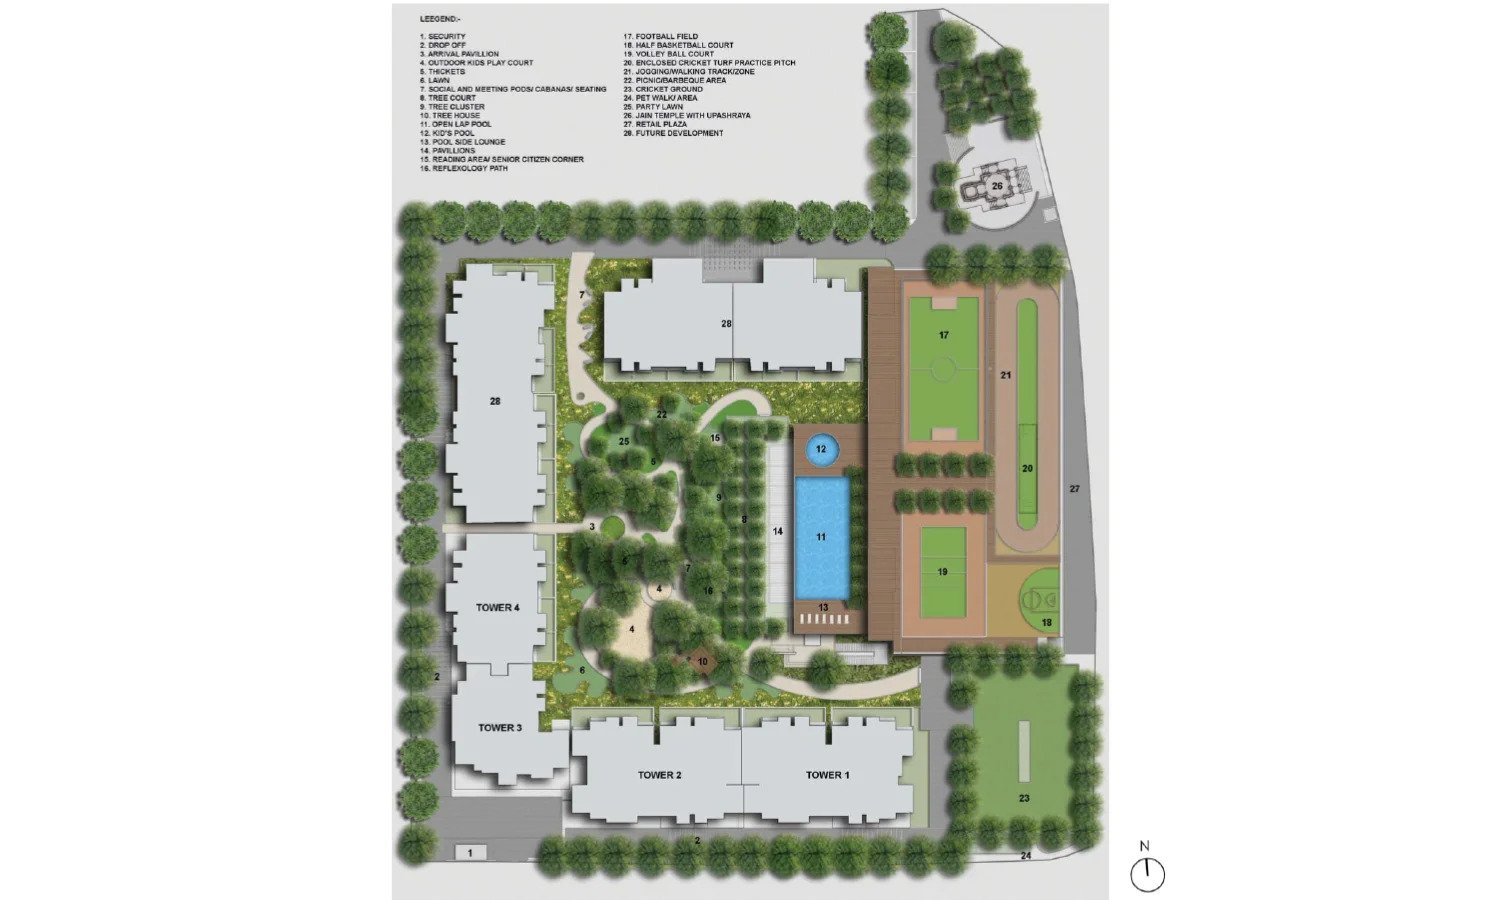 LEEGEND:-
1. SECURITY
2. DROP OFF
3. ARRIVAL PAVILLION
4. OUTDOOR KIDS PLAY COURT
5. THICKETS
6. LAWN
7. SOCIAL AND MEETING PODS/ CABANAS/ SEATING
8. TREE COURT
9. TREE CLUSTER
10. TREE HOUSE
11. OPEN LAP POOL
12. KID'S POOL
13. POOL SIDE LOUNGE
14. PAVILLIONS
15. READING AREA/ SENIOR CITIZEN CORNER
16. REFLEXOLOGY PATH
17. FOOTBALL FIELD
18. HALF BASKETBALL COURT
19. VOLLEY BALL COURT
20. ENCLOSED CRICKET TURF PRACTICE PITCH
21. JOGGING/WALKING TRACK/ZONE
22. PICNIC/BARBEQUE AREA
23. CRICKET GROUND
24. PET WALK/ AREA
25. PARTY LAWN
26. JAIN TEMPLE WITH UPASHRAYA
27. RETAIL PLAZA
28. FUTURE DEVELOPMENT
26
7
28
17
21
28
22
25
15
12
5
20
9
27
8
3
14
11
5
7
19
4
16
TOWER 4
13
18
4
10
6
2
TOWER 3
TOWER 2
TOWER 1
23
2
1
24
N